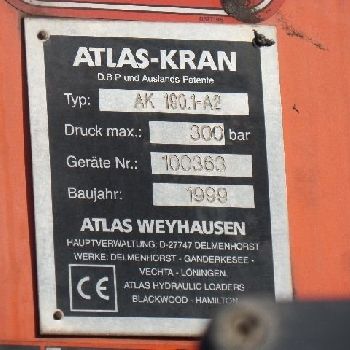 ATLAS-KRAN
D.B.P und Auslands Patente
Typ: AK 190.1-A2
Druck max.: 300 bar
Geräte Nr.: 100363
Baujahr: 1999
ATLAS WEYHAUSEN
HAUPTVERWALTUNG: D-27747 DELMENHORST
WERKE: DELMENHORST - GANDERKESEE -
VECHTA - LÖNINGEN.
ATLAS HYDRAULIC LOADERS
BLACKWOOD - HAMILTON
CE